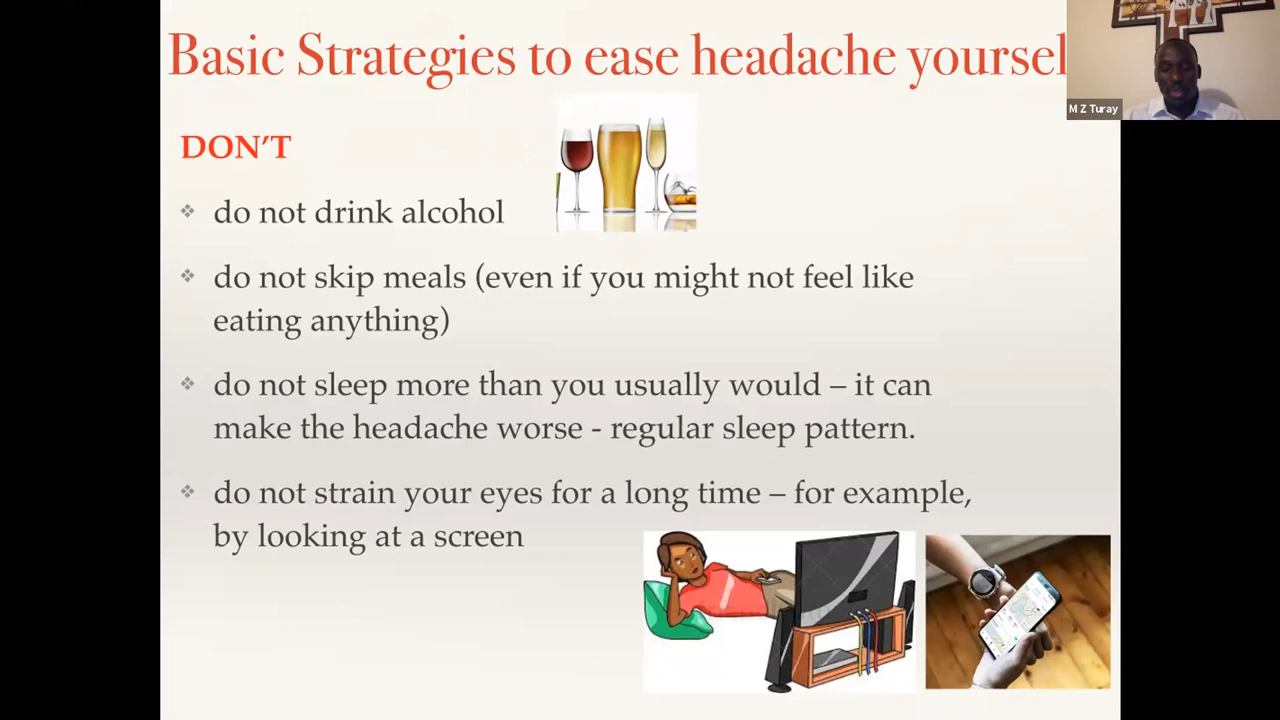 Basic Strategies to ease headache yoursel
M Z Turay
DON’T
❖ do not drink alcohol
❖ do not skip meals (even if you might not feel like
eating anything)
❖ do not sleep more than you usually would – it can
make the headache worse - regular sleep pattern.
❖ do not strain your eyes for a long time – for example,
by looking at a screen